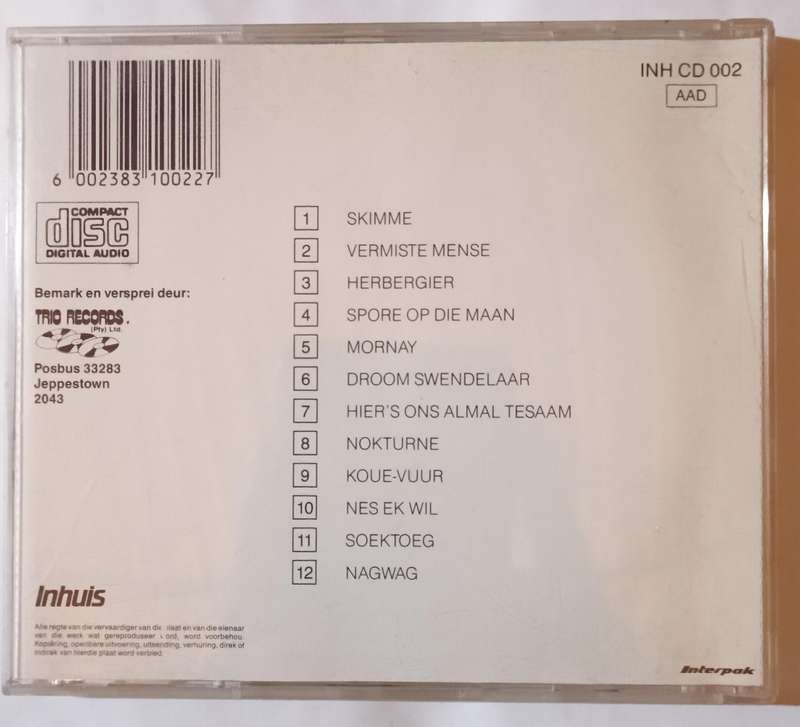 INH CD 002
AAD
6 002383 100227
COMPACT
disc
DIGITAL AUDIO
Bemark en versprei deur:
TRIO RECORDS.
(Pty) Ltd.
Posbus 33283
Jeppestown
2043
1 SKIMME
2 VERMISTE MENSE
3 HERBERGIER
4 SPORE OP DIE MAAN
5 MORNAY
6 DROOM SWENDELAAR
7 HIER'S ONS ALMAL TESAAM
8 NOKTURNE
9 KOUE-VUUR
10 NES EK WIL
11 SOEKTOEG
12 NAGWAG
Inhuis
Alle regte van die vervaardiger van die plaat en van die eienaar
van die werk wat gereproduseer word, word voorbehou.
Kopiëring, openbare uitvoering, uitsending, verhuring, direk of
indirek van hierdie plaat word verbied.
Interpak